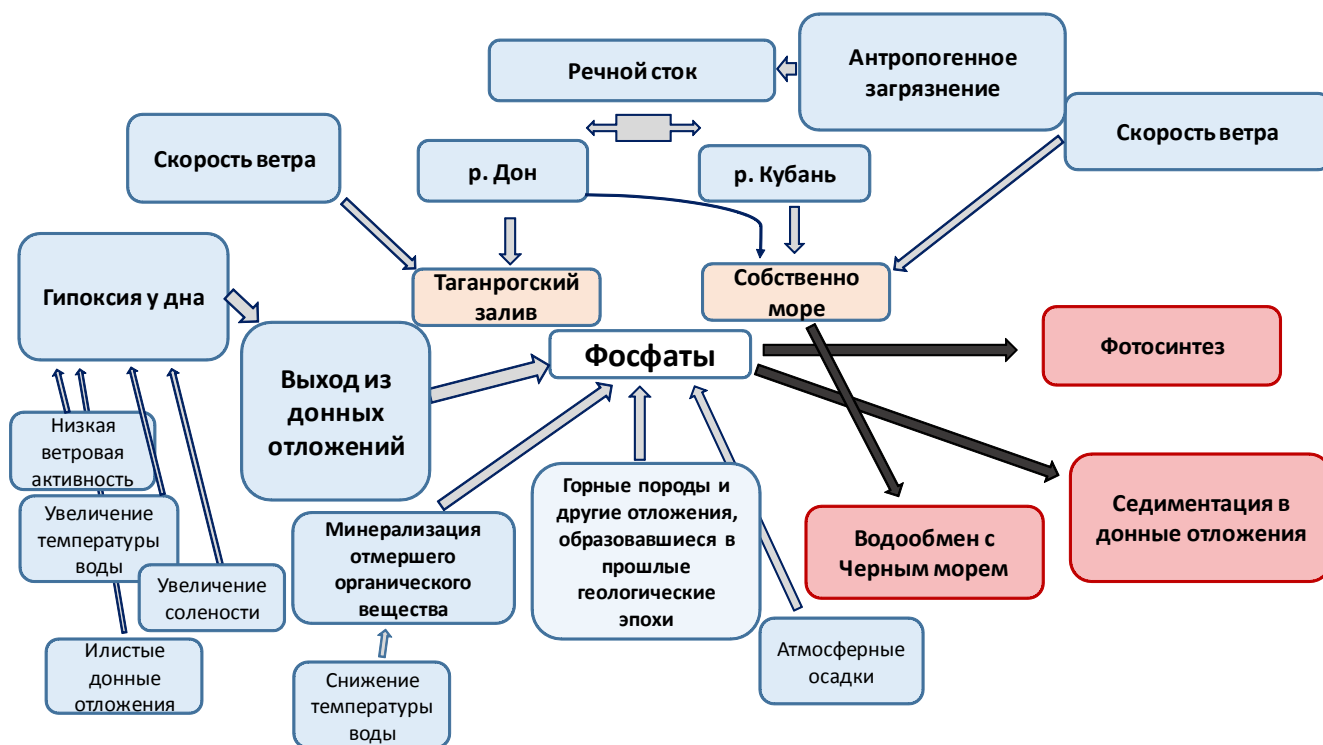 Речной сток
Антропогенное
загрязнение
Скорость ветра
Скорость ветра
р. Дон
р. Кубань
Гипоксия у дна
Таганрогский
залив
Собственно
море
Фосфаты
Фотосинтез
Выход из
донных
отложений
Низкая
ветровая
активность
Увеличение
температуры
воды
Увеличение
солености
Илистые
донные
отложения
Минерализация
отмершего
органического
вещества
Снижение
температуры
воды
Горные породы и
другие отложения,
образовавшиеся в
прошлые
геологические
эпохи
Атмосферные
осадки
Водообмен с
Черным морем
Седиментация в
донные отложения